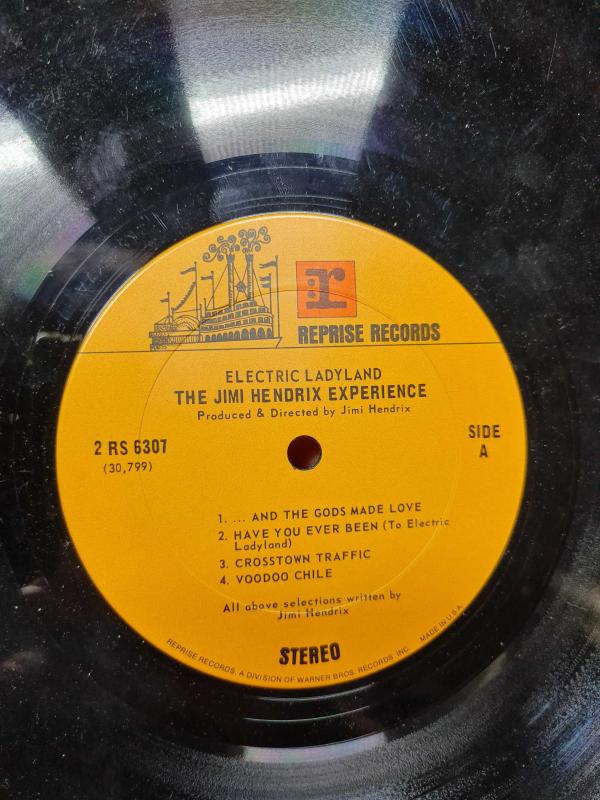 r
REPRISE RECORDS
ELECTRIC LADYLAND
THE JIMI HENDRIX EXPERIENCE
Produced & Directed by Jimi Hendrix
2 RS 6307
(30,799)
SIDE
A
1. ... AND THE GODS MADE LOVE
2. HAVE YOU EVER BEEN (To Electric
Ladyland)
3. CROSSTOWN TRAFFIC
4. VOODOO CHILE
All above selections written by
Jimi Hendrix
STEREO
REPRISE RECORDS, A DIVISION OF WARNER BROS. RECORDS INC. MADE IN U.S.A.